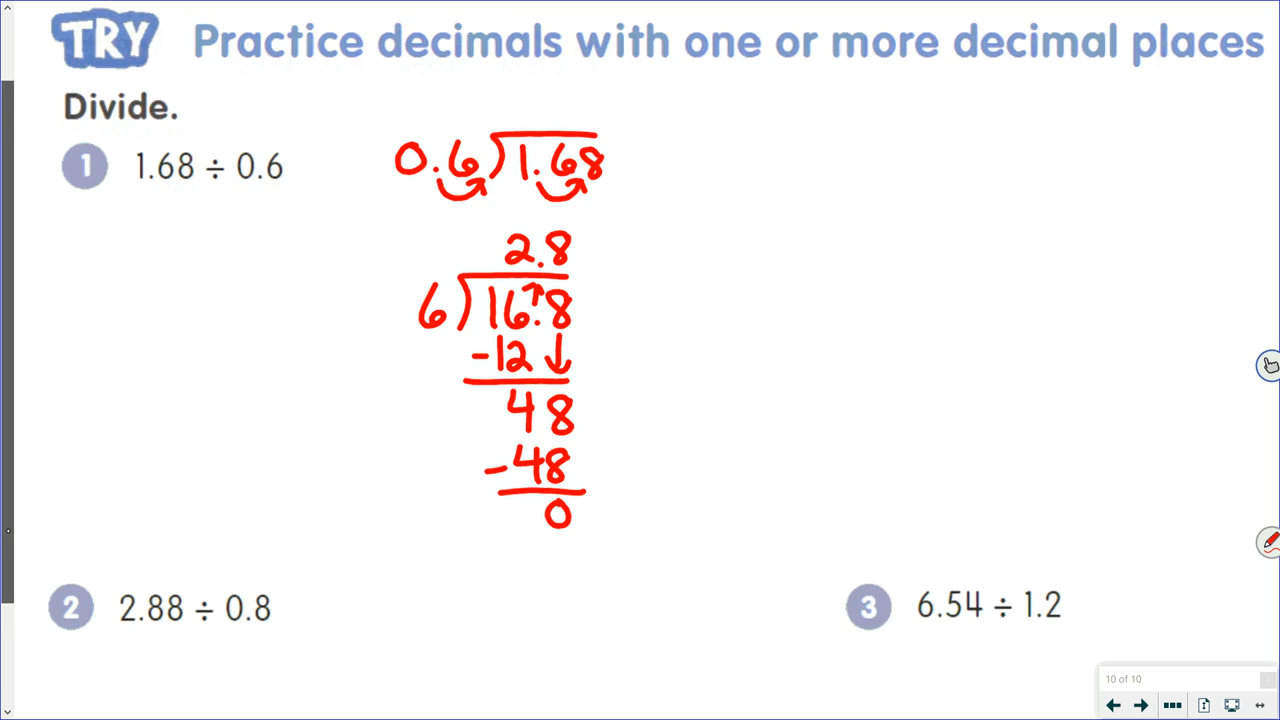 TRY Practice decimals with one or more decimal places
Divide.
1 1.68 ÷ 0.6
0.6 1.68
2.8
6 16.8
-12
48
-48
0
2 2.88 ÷ 0.8
3 6.54 ÷ 1.2
10 of 10